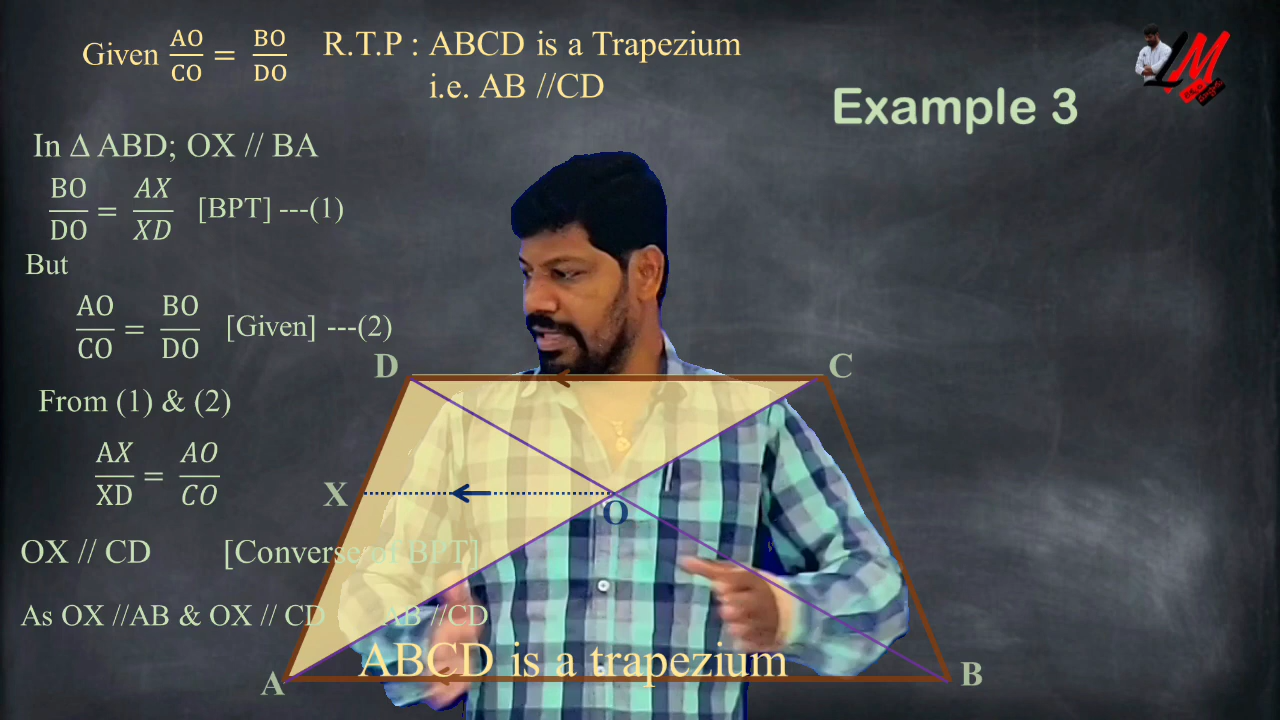 Given AO/CO = BO/DO R.T.P : ABCD is a Trapezium
i.e. AB //CD
Example 3
LM
In Δ ABD; OX // BA
BO/DO = AX/XD [BPT] ---(1)
But
AO/CO = BO/DO [Given] ---(2)
From (1) & (2)
AX/XD = AO/CO
OX // CD [Converse of BPT]
As OX //AB & OX // CD AB //CD
ABCD is a trapezium
D
C
X
O
A
B